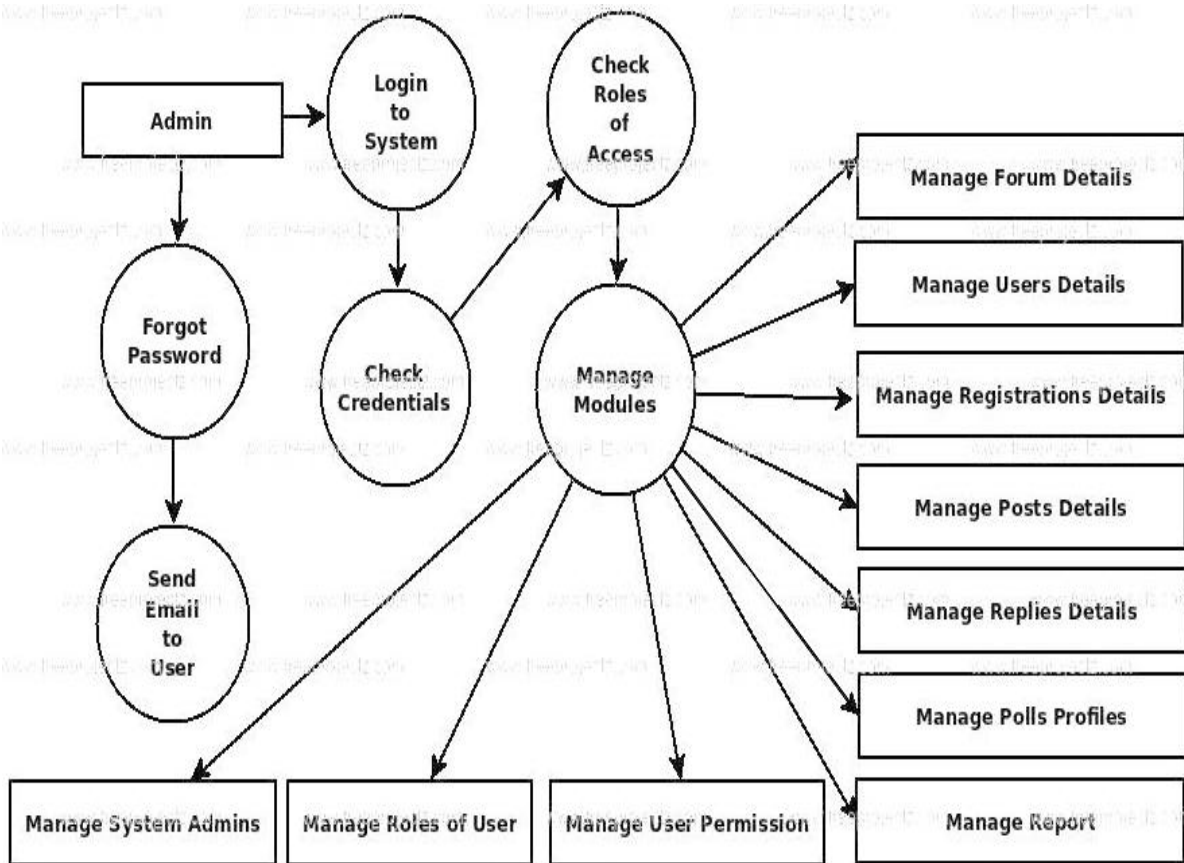 Admin
Login
to
System
Check
Roles
of
Access
Forgot
Password
Check
Credentials
Manage
Modules
Send
Email
to
User
Manage Forum Details
Manage Users Details
Manage Registrations Details
Manage Posts Details
Manage Replies Details
Manage Polls Profiles
Manage System Admins
Manage Roles of User
Manage User Permission
Manage Report